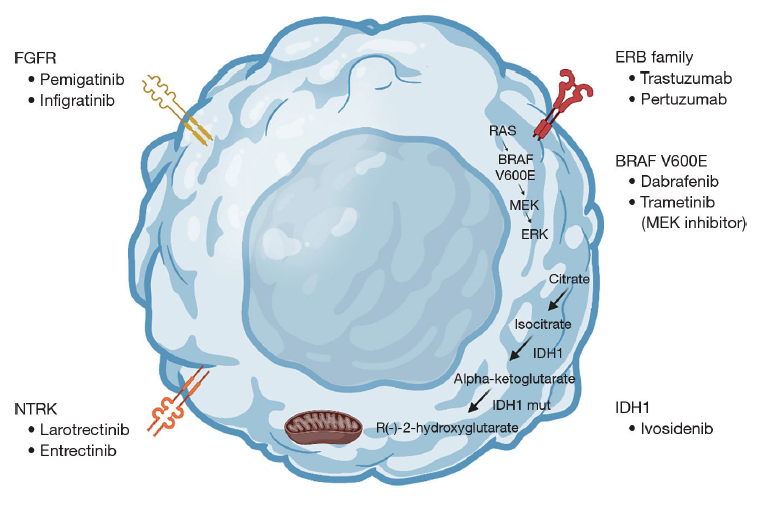 FGFR
• Pemigatinib
• Infigratinib
ERB family
• Trastuzumab
• Pertuzumab
BRAF V600E
• Dabrafenib
• Trametinib
(MEK inhibitor)
RAS
BRAF
V600E
MEK
ERK
Citrate
Isocitrate
IDH1
Alpha-ketoglutarate
IDH1 mut
R(-)-2-hydroxyglutarate
NTRK
• Larotrectinib
• Entrectinib
IDH1
• Ivosidenib